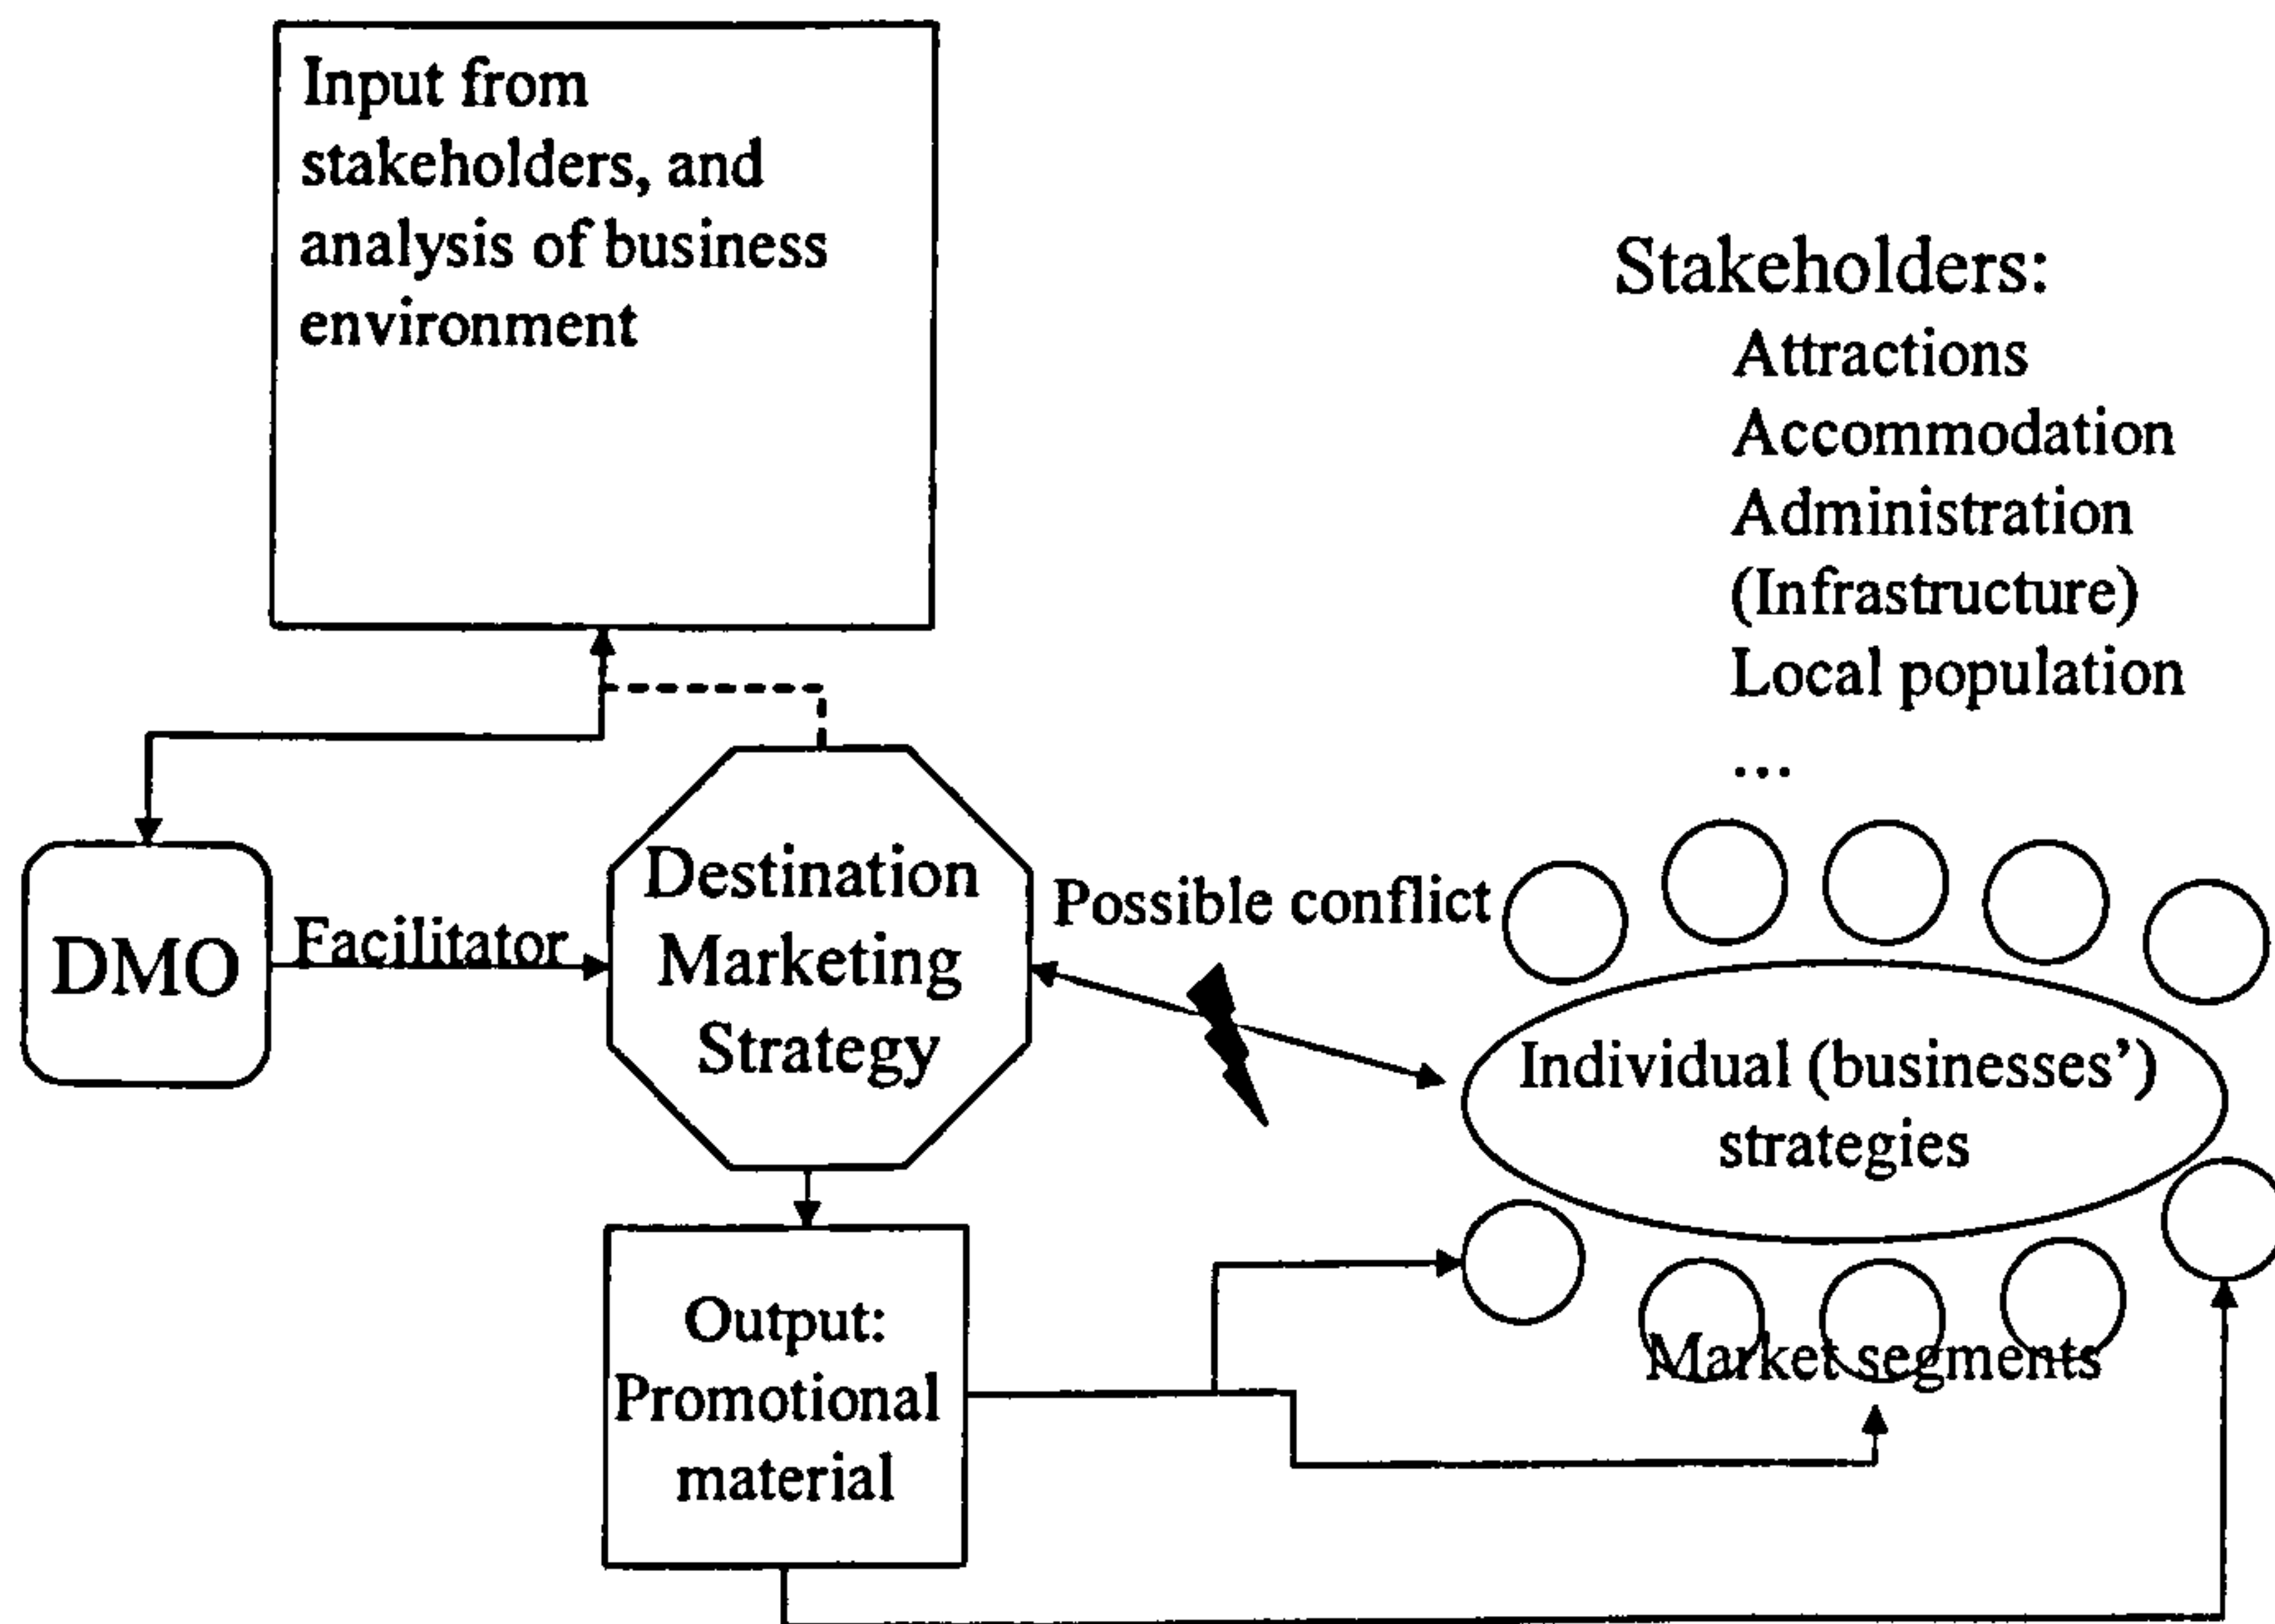 Input from
stakeholders, and
analysis of business
environment
Stakeholders:
Attractions
Accommodation
Administration
(Infrastructure)
Local population
...
DMO
Facilitator
Destination
Marketing
Strategy
Possible conflict
Individual (businesses’)
strategies
Output:
Promotional
material
Market segments